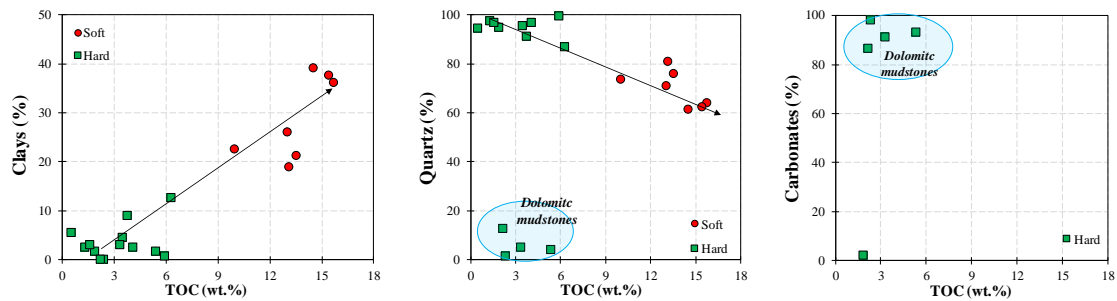 50
40
30
20
10
0
Clays (%)
Soft
Hard
0 3 6 9 12 15 18
TOC (wt.%)
100
80
60
40
20
0
Quartz (%)
Dolomitc
mudstones
Soft
Hard
0 3 6 9 12 15 18
TOC (wt.%)
100
80
60
40
20
0
Carbonates (%)
Dolomitc
mudstones
Hard
0 3 6 9 12 15 18
TOC (wt.%)